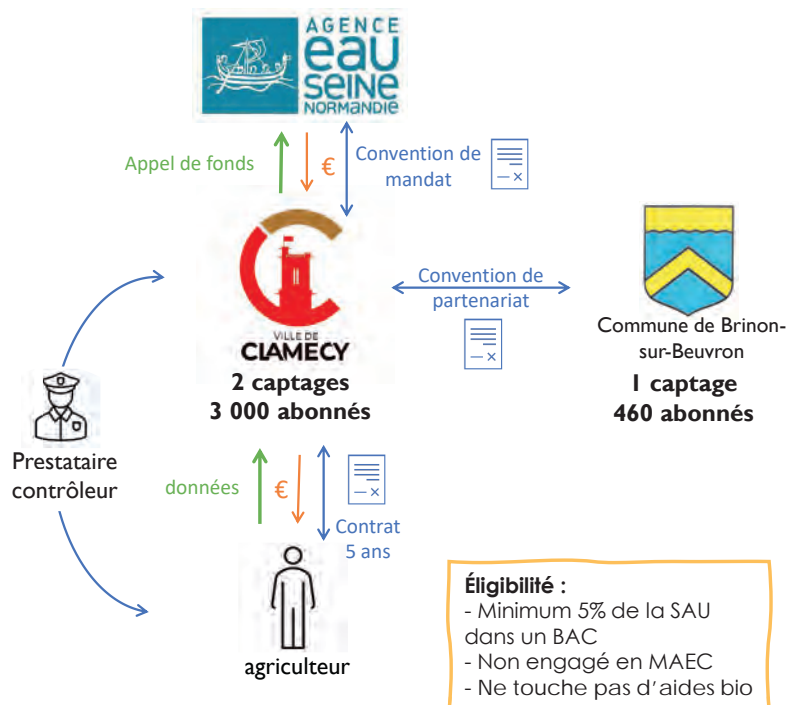 AGENCE
eau
seine
NORMANDIE
Appel de fonds
€
Convention de
mandat
VILLE DE
CLAMECY
2 captages
3 000 abonnés
Convention de
partenariat
Commune de Brinon-
sur-Beuvron
1 captage
460 abonnés
Prestataire
contrôleur
données
€
Contrat
5 ans
agriculteur
Éligibilité :
- Minimum 5% de la SAU
dans un BAC
- Non engagé en MAEC
- Ne touche pas d'aides bio